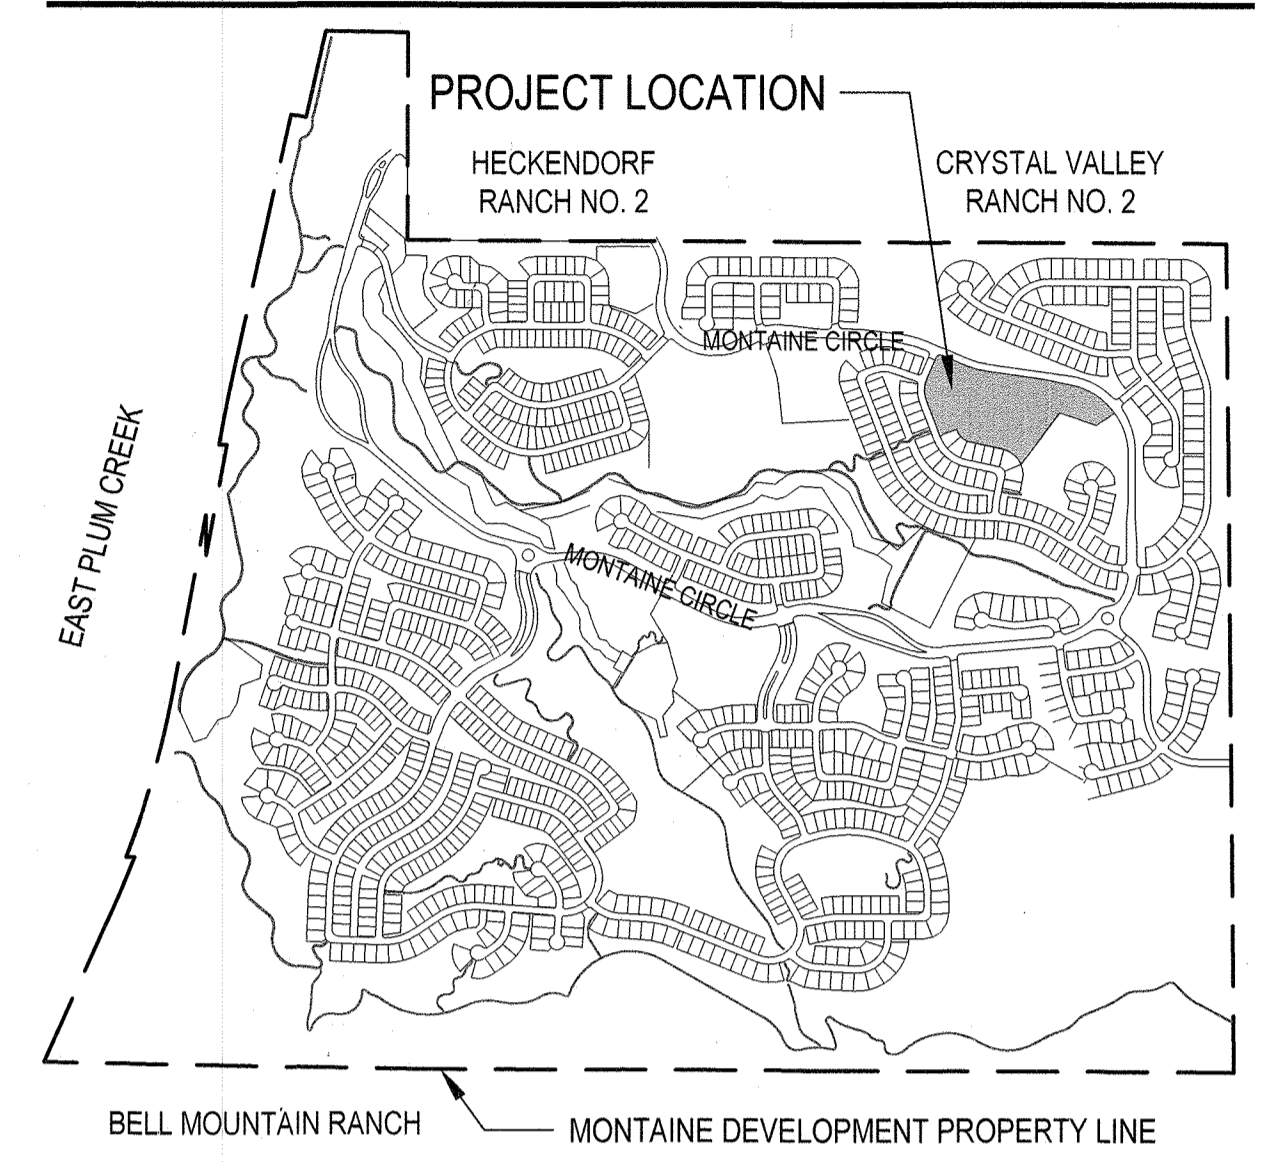 PROJECT LOCATION
HECKENDORF
RANCH NO. 2
CRYSTAL VALLEY
RANCH NO. 2
MONTAINE CIRCLE
EAST PLUM CREEK
N
MONTAINE CIRCLE
BELL MOUNTAIN RANCH
MONTAINE DEVELOPMENT PROPERTY LINE